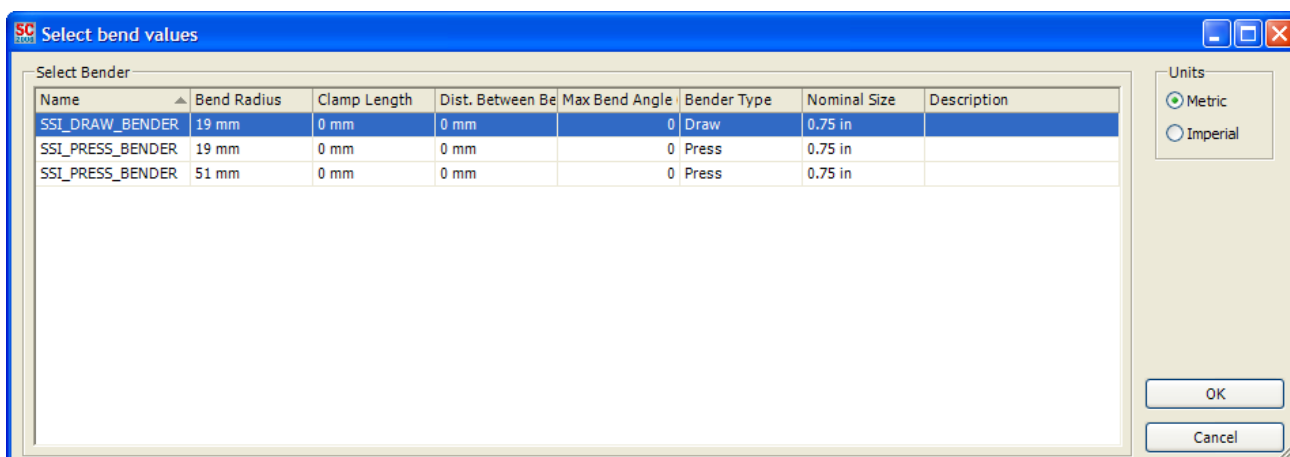 SC 2008 Select bend values
Select Bender Units
Name Bend Radius Clamp Length Dist. Between Be Max Bend Angle Bender Type Nominal Size Description
SSI_DRAW_BENDER 19 mm 0 mm 0 mm 0 Draw 0.75 in
SSI_PRESS_BENDER 19 mm 0 mm 0 mm 0 Press 0.75 in
SSI_PRESS_BENDER 51 mm 0 mm 0 mm 0 Press 0.75 in
Metric
Imperial
OK
Cancel